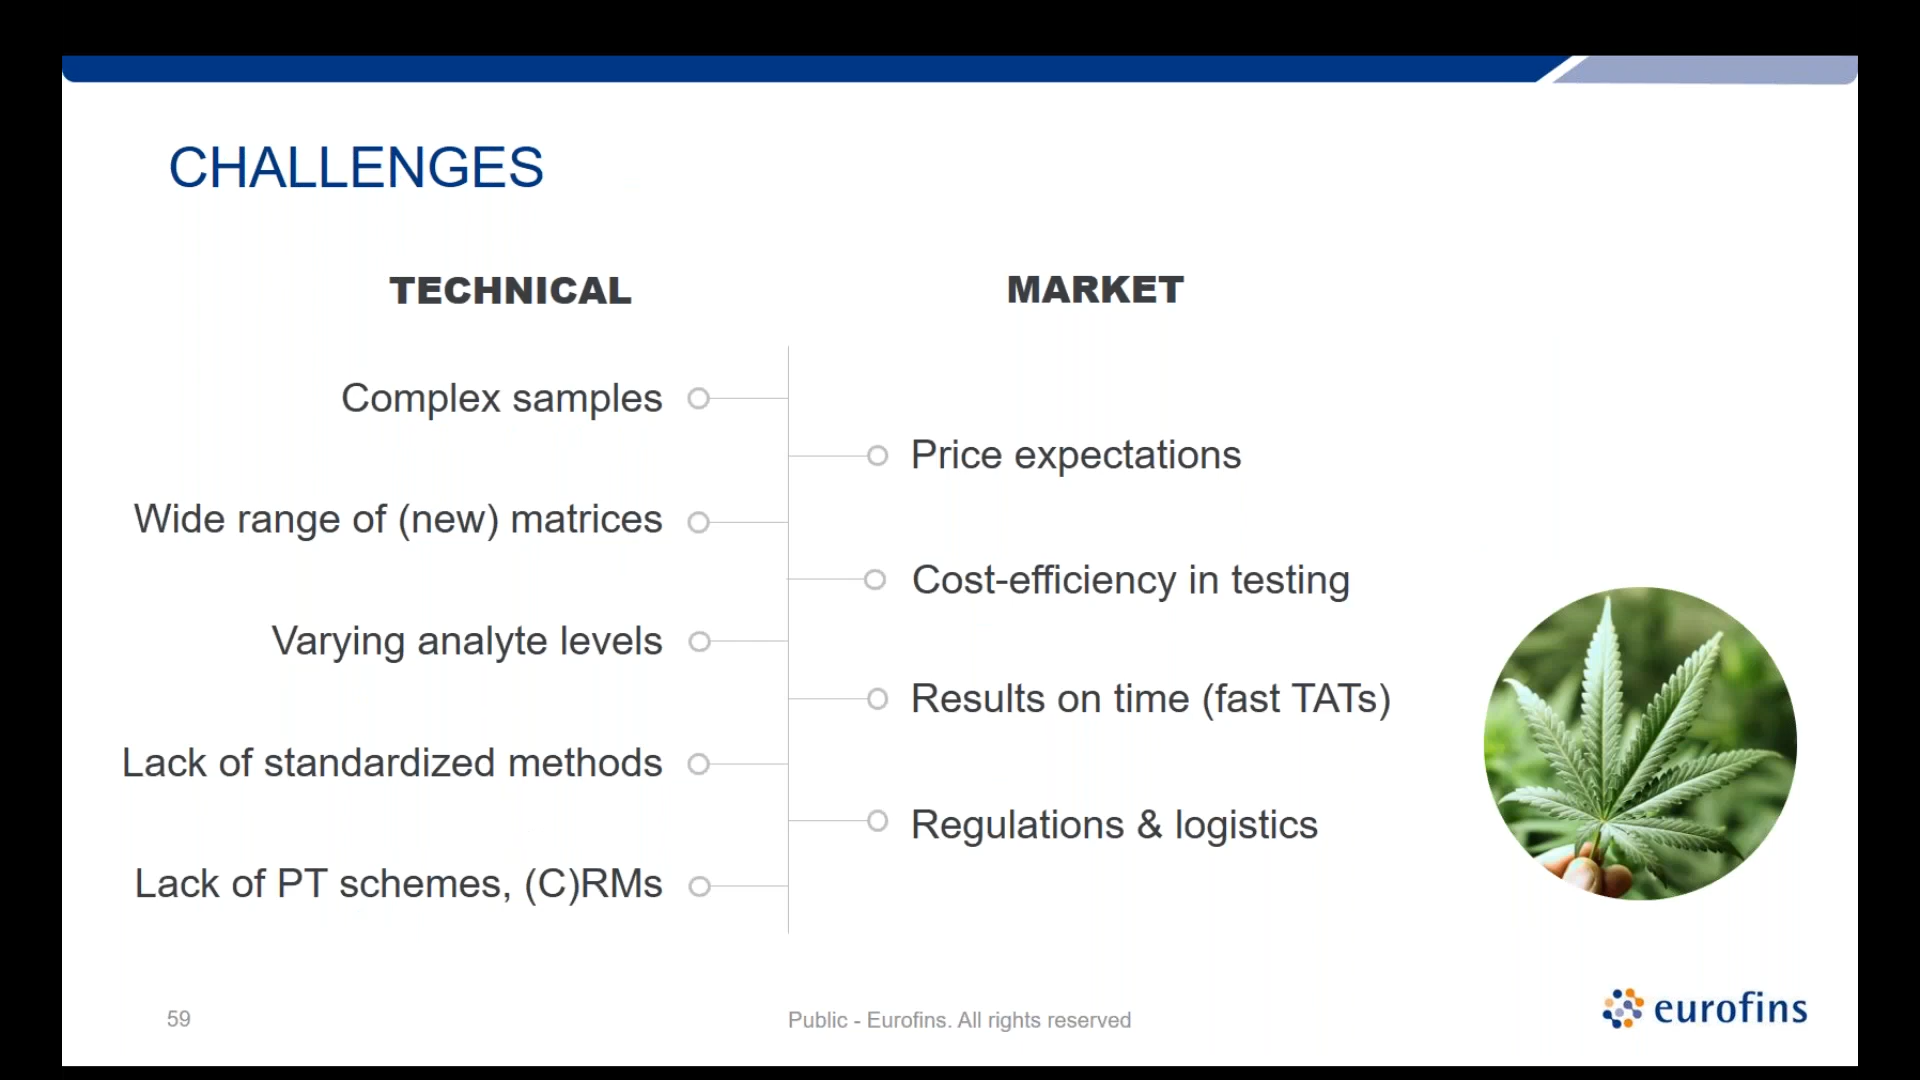 CHALLENGES
TECHNICAL
Complex samples
Wide range of (new) matrices
Varying analyte levels
Lack of standardized methods
Lack of PT schemes, (C)RMs
MARKET
Price expectations
Cost-efficiency in testing
Results on time (fast TATs)
Regulations & logistics
59
Public - Eurofins. All rights reserved
eurofins